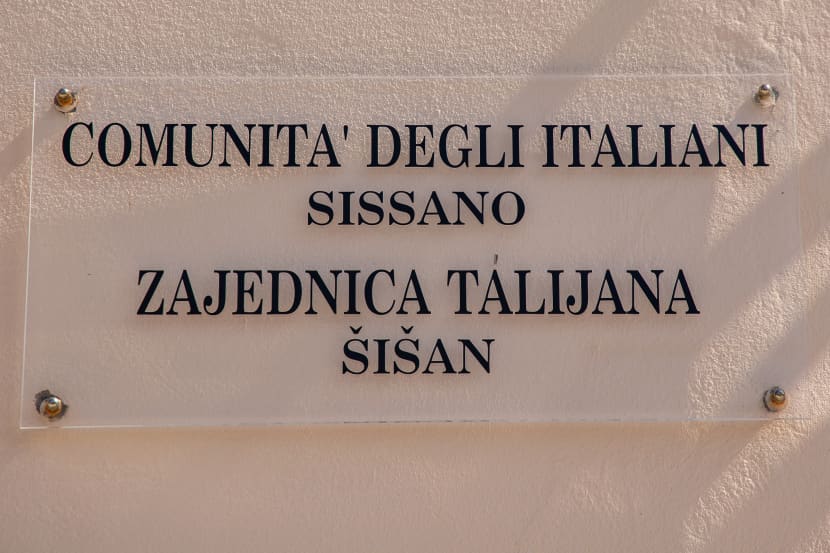 COMUNITA' DEGLI ITALIANI
SISSANO
ZAJEDNICA TALIJANA
ŠIŠAN